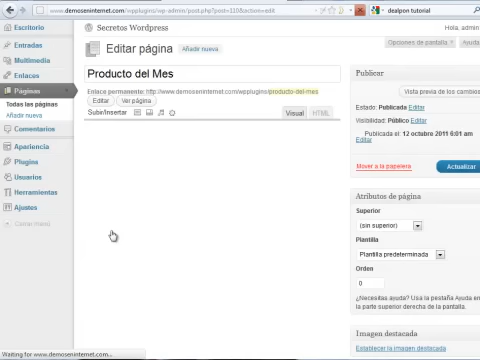 www.demoseninternet.com/wpplugins/wp-admin/post.php?post=110&action=edit
dealpon tutorial
Secretos Wordpress
Hola, admin
Escritorio
Entradas
Multimedia
Enlaces
Páginas
Todas las páginas
Añadir nueva
Comentarios
Apariencia
Plugins
Usuarios
Herramientas
Ajustes
Cerrar menú
Opciones de pantalla
Ayuda
Editar página
Añadir nueva
Producto del Mes
Enlace permanente: http://www.demoseninternet.com/wpplugins/producto-del-mes
Editar
Ver página
Subir/Insertar
Visual
HTML
Publicar
Vista previa de los cambios
Estado: Publicada Editar
Visibilidad: Público Editar
Publicada el: 12 octubre 2011 6:01 am
Editar
Mover a la papelera
Actualizar
Atributos de página
Superior
(sin superior)
Plantilla
Plantilla predeterminada
Orden
0
¿Necesitas ayuda? Usa la pestaña Ayuda en
la parte superior derecha de la pantalla.
Imagen destacada
Establecer la imagen destacada
Waiting for www.demoseninternet.com...